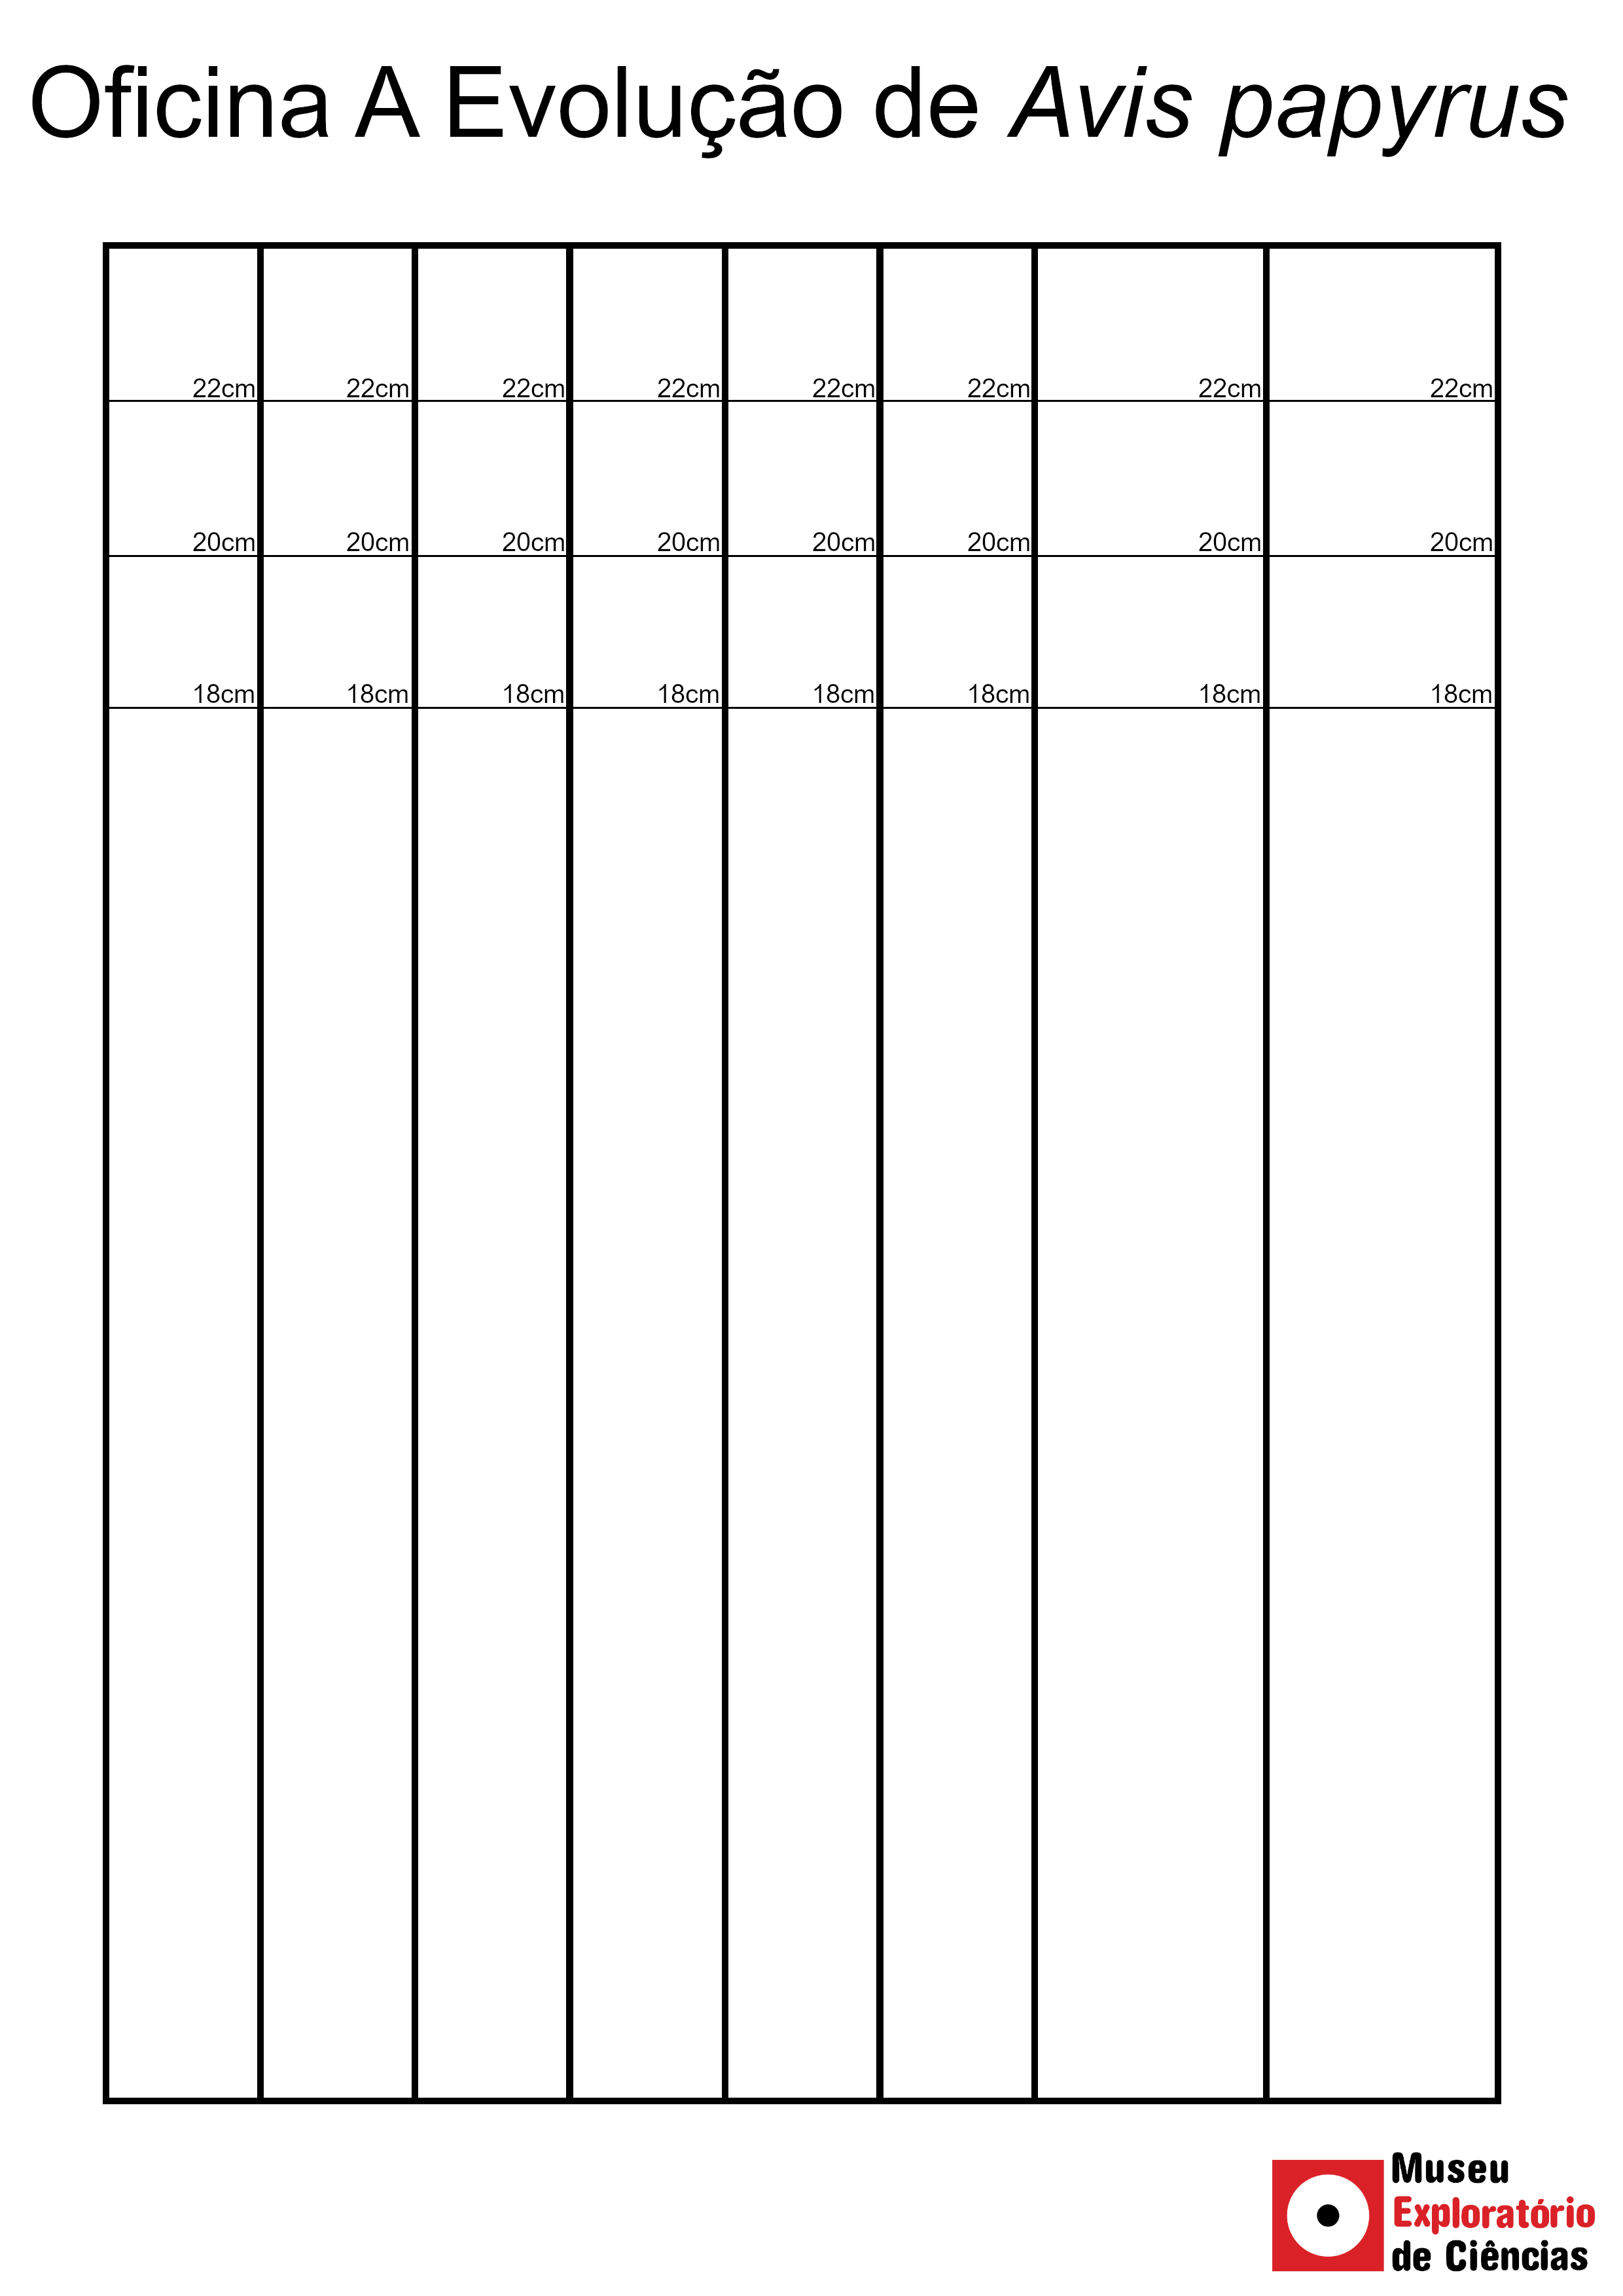 Oficina A Evolução de Avis papyrus
22cm 22cm 22cm 22cm 22cm 22cm 22cm 22cm
20cm 20cm 20cm 20cm 20cm 20cm 20cm 20cm
18cm 18cm 18cm 18cm 18cm 18cm 18cm 18cm
Museu
Exploratório
de Ciências